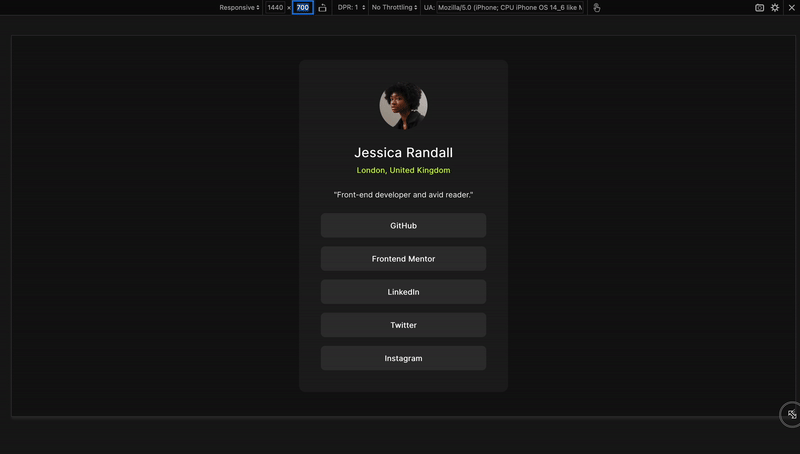 Responsive 1440 × 700 DPR: 1 No Throttling UA: Mozilla/5.0 (iPhone; CPU iPhone OS 14_6 like
Jessica Randall
London, United Kingdom
"Front-end developer and avid reader."
GitHub
Frontend Mentor
LinkedIn
Twitter
Instagram